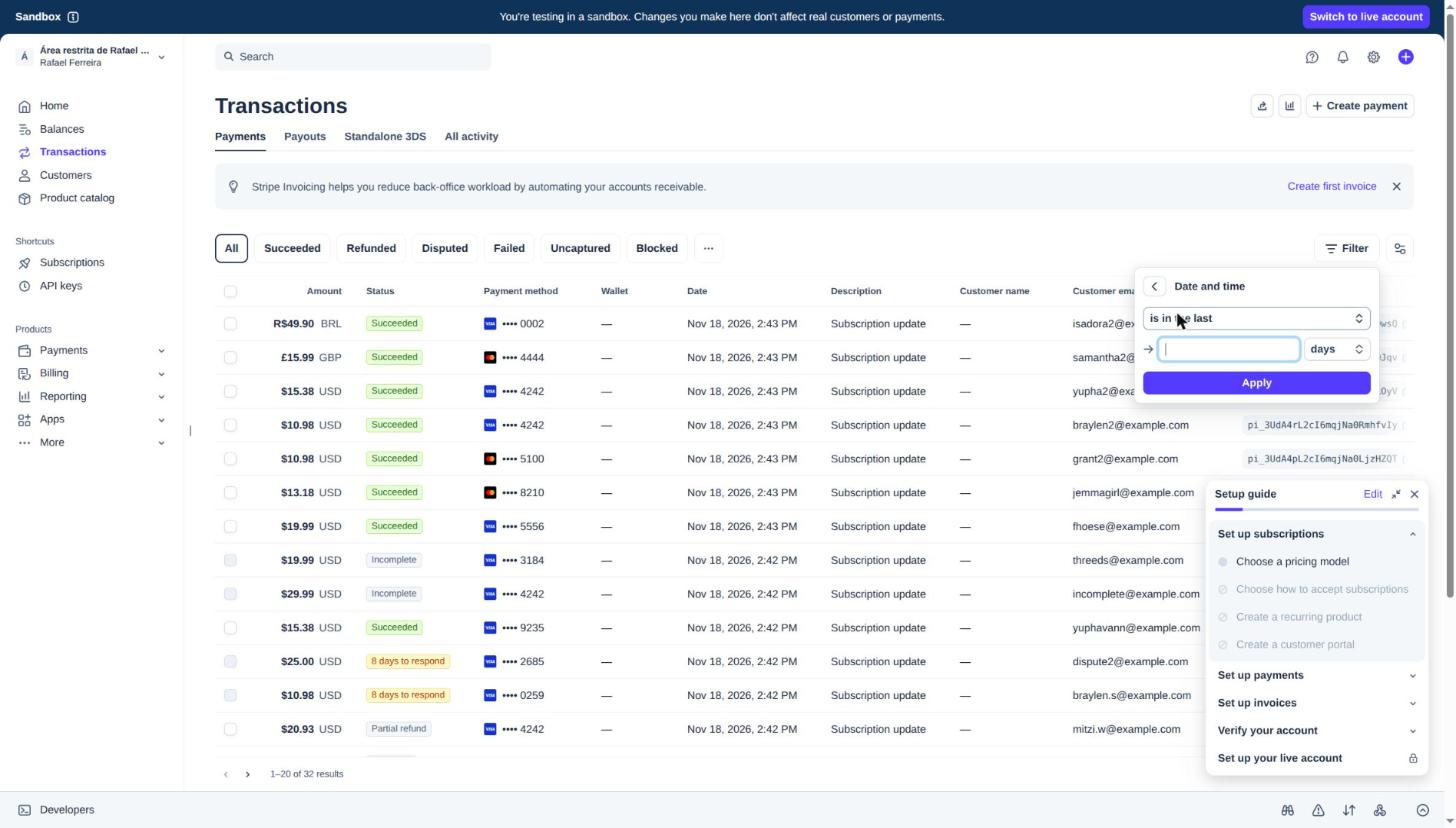 Sandbox
You're testing in a sandbox. Changes you make here don't affect real customers or payments.
Switch to live account
Á
Área restrita de Rafael ...
Rafael Ferreira
Search
Home
Balances
Transactions
Customers
Product catalog
Shortcuts
Subscriptions
API keys
Products
Payments
Billing
Reporting
Apps
More
Developers
Transactions
Create payment
Payments Payouts Standalone 3DS All activity
Stripe Invoicing helps you reduce back-office workload by automating your accounts receivable.
Create first invoice
All Succeeded Refunded Disputed Failed Uncaptured Blocked ...
Filter
Amount Status Payment method Wallet Date Description Customer name Customer
R$49.90 BRL Succeeded VISA •••• 0002 — Nov 18, 2026, 2:43 PM Subscription update —
£15.99 GBP Succeeded •••• 4444 — Nov 18, 2026, 2:43 PM Subscription update —
$15.38 USD Succeeded VISA •••• 4242 — Nov 18, 2026, 2:43 PM Subscription update —
$10.98 USD Succeeded VISA •••• 4242 — Nov 18, 2026, 2:43 PM Subscription update — braylen2@example.com
$10.98 USD Succeeded •••• 5100 — Nov 18, 2026, 2:43 PM Subscription update — grant2@example.com
$13.18 USD Succeeded •••• 8210 — Nov 18, 2026, 2:43 PM Subscription update — jemmagirl@example.com
$19.99 USD Succeeded VISA •••• 5556 — Nov 18, 2026, 2:43 PM Subscription update — fhoese@example.com
$19.99 USD Incomplete VISA •••• 3184 — Nov 18, 2026, 2:42 PM Subscription update — threeds@example.com
$29.99 USD Incomplete VISA •••• 4242 — Nov 18, 2026, 2:42 PM Subscription update — incomplete@example.com
$15.38 USD Succeeded VISA •••• 9235 — Nov 18, 2026, 2:42 PM Subscription update — yuphavann@example.com
$25.00 USD 8 days to respond VISA •••• 2685 — Nov 18, 2026, 2:42 PM Subscription update — dispute2@example.com
$10.98 USD 8 days to respond VISA •••• 0259 — Nov 18, 2026, 2:42 PM Subscription update — braylen.s@example.com
$20.93 USD Partial refund VISA •••• 4242 — Nov 18, 2026, 2:42 PM Subscription update — mitzi.w@example.com
1–20 of 32 results
Date and time
is in last
days
Apply
Setup guide
Edit
Set up subscriptions
Choose a pricing model
Choose how to accept subscriptions
Create a recurring product
Create a customer portal
Set up payments
Set up invoices
Verify your account
Set up your live account